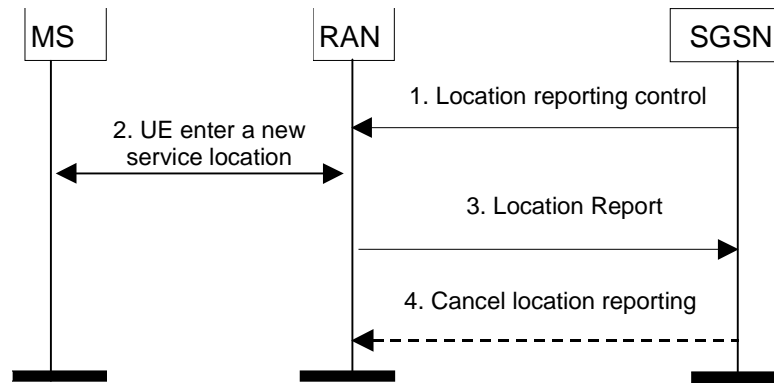 MS
RAN
SGSN
1. Location reporting control
2. UE enter a new
service location
3. Location Report
4. Cancel location reporting